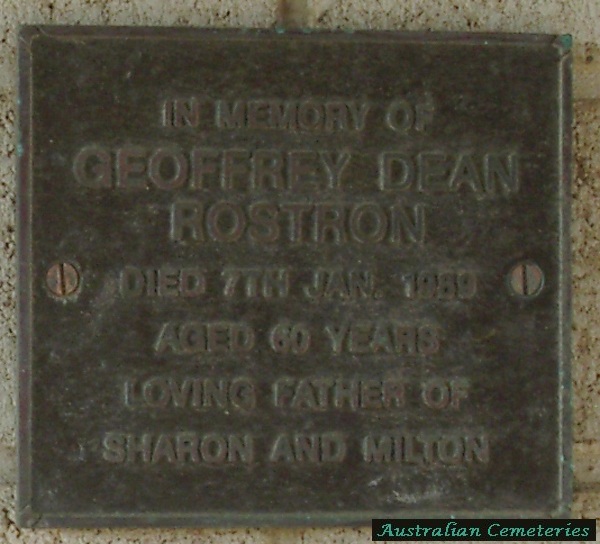 IN MEMORY OF
GEOFFREY DEAN
ROSTRON
DIED 7TH JAN.
AGED 60 YEARS
LOVING FATHER OF
SHARON AND MILTON
Australian Cemeteries